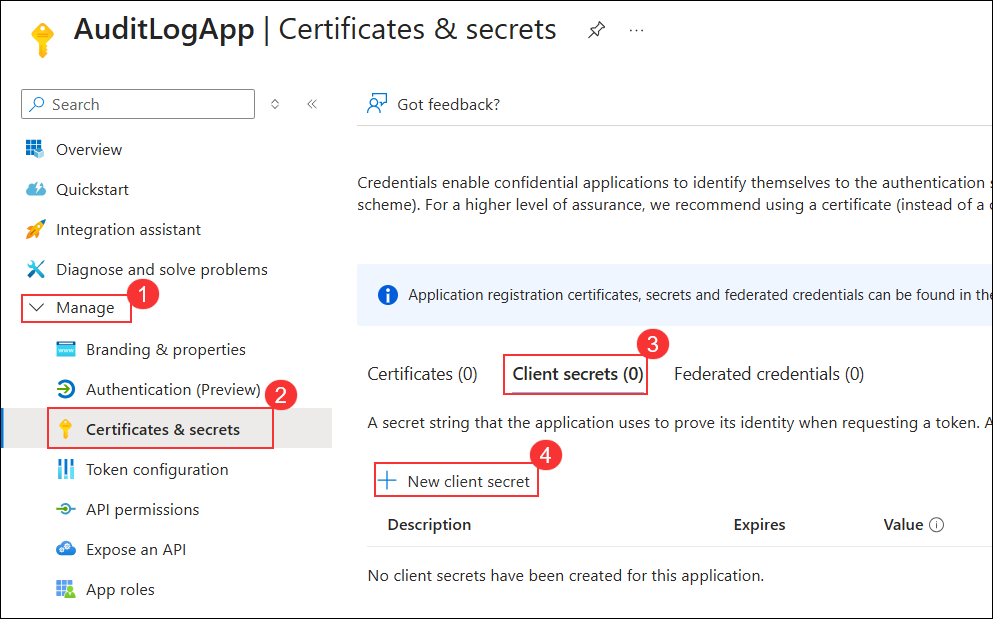 AuditLogApp | Certificates & secrets
Search
Overview
Quickstart
Integration assistant
Diagnose and solve problems
1
Manage
Branding & properties
Authentication (Preview)
2
Certificates & secrets
Token configuration
API permissions
Expose an API
App roles
Got feedback?
Credentials enable confidential applications to identify themselves to the authentication
scheme). For a higher level of assurance, we recommend using a certificate (instead of a
Application registration certificates, secrets and federated credentials can be found in the
3
Certificates (0) Client secrets (0) Federated credentials (0)
A secret string that the application uses to prove its identity when requesting a token.
4
New client secret
Description Expires Value
No client secrets have been created for this application.